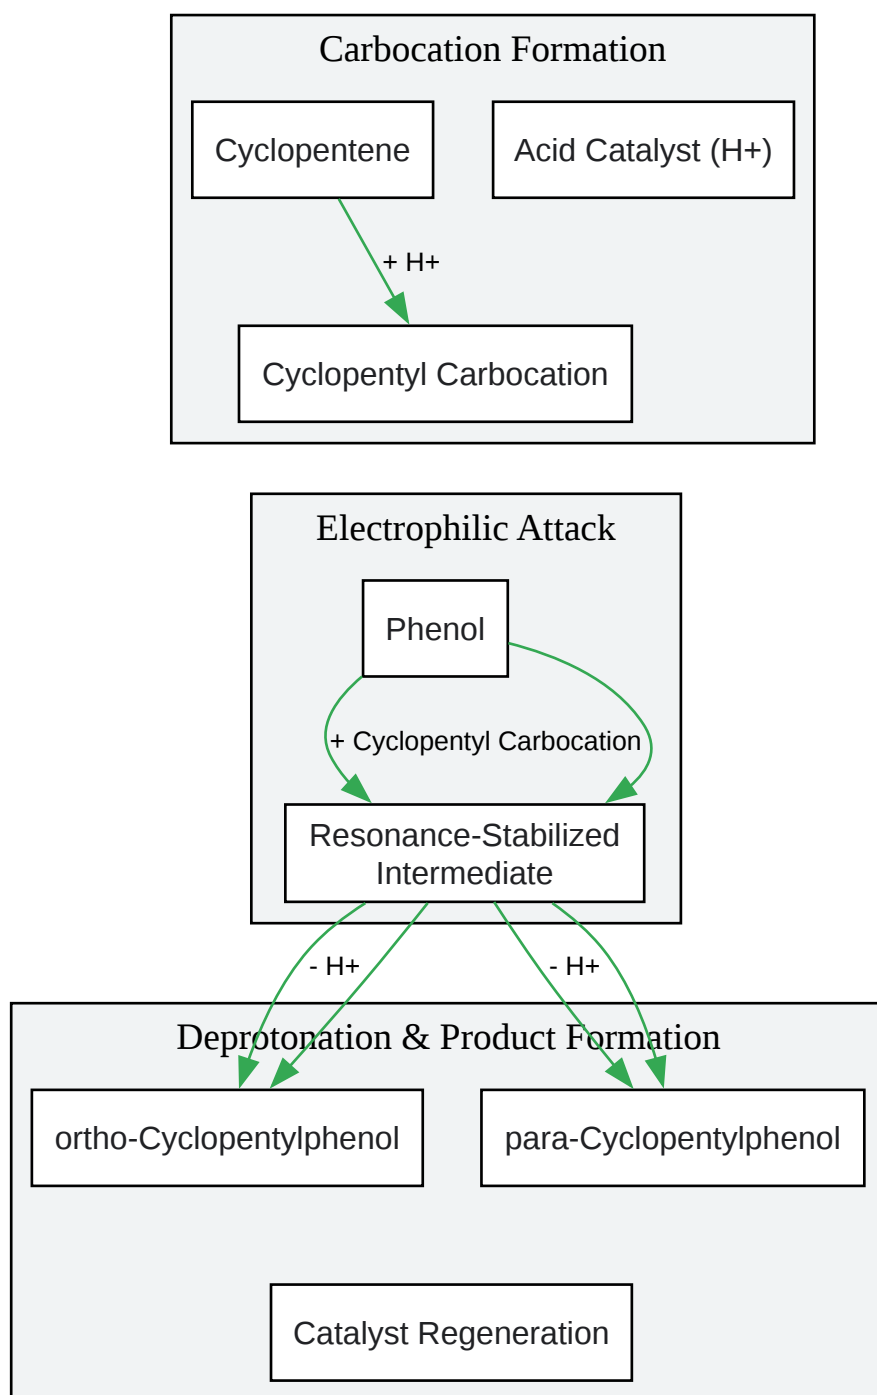 Carbocation Formation
Cyclopentene
Acid Catalyst (H+)
+ H+
Cyclopentyl Carbocation
Electrophilic Attack
Phenol
+ Cyclopentyl Carbocation
Resonance-Stabilized
Intermediate
- H+
- H+
Deprotonation & Product Formation
ortho-Cyclopentylphenol
para-Cyclopentylphenol
Catalyst Regeneration